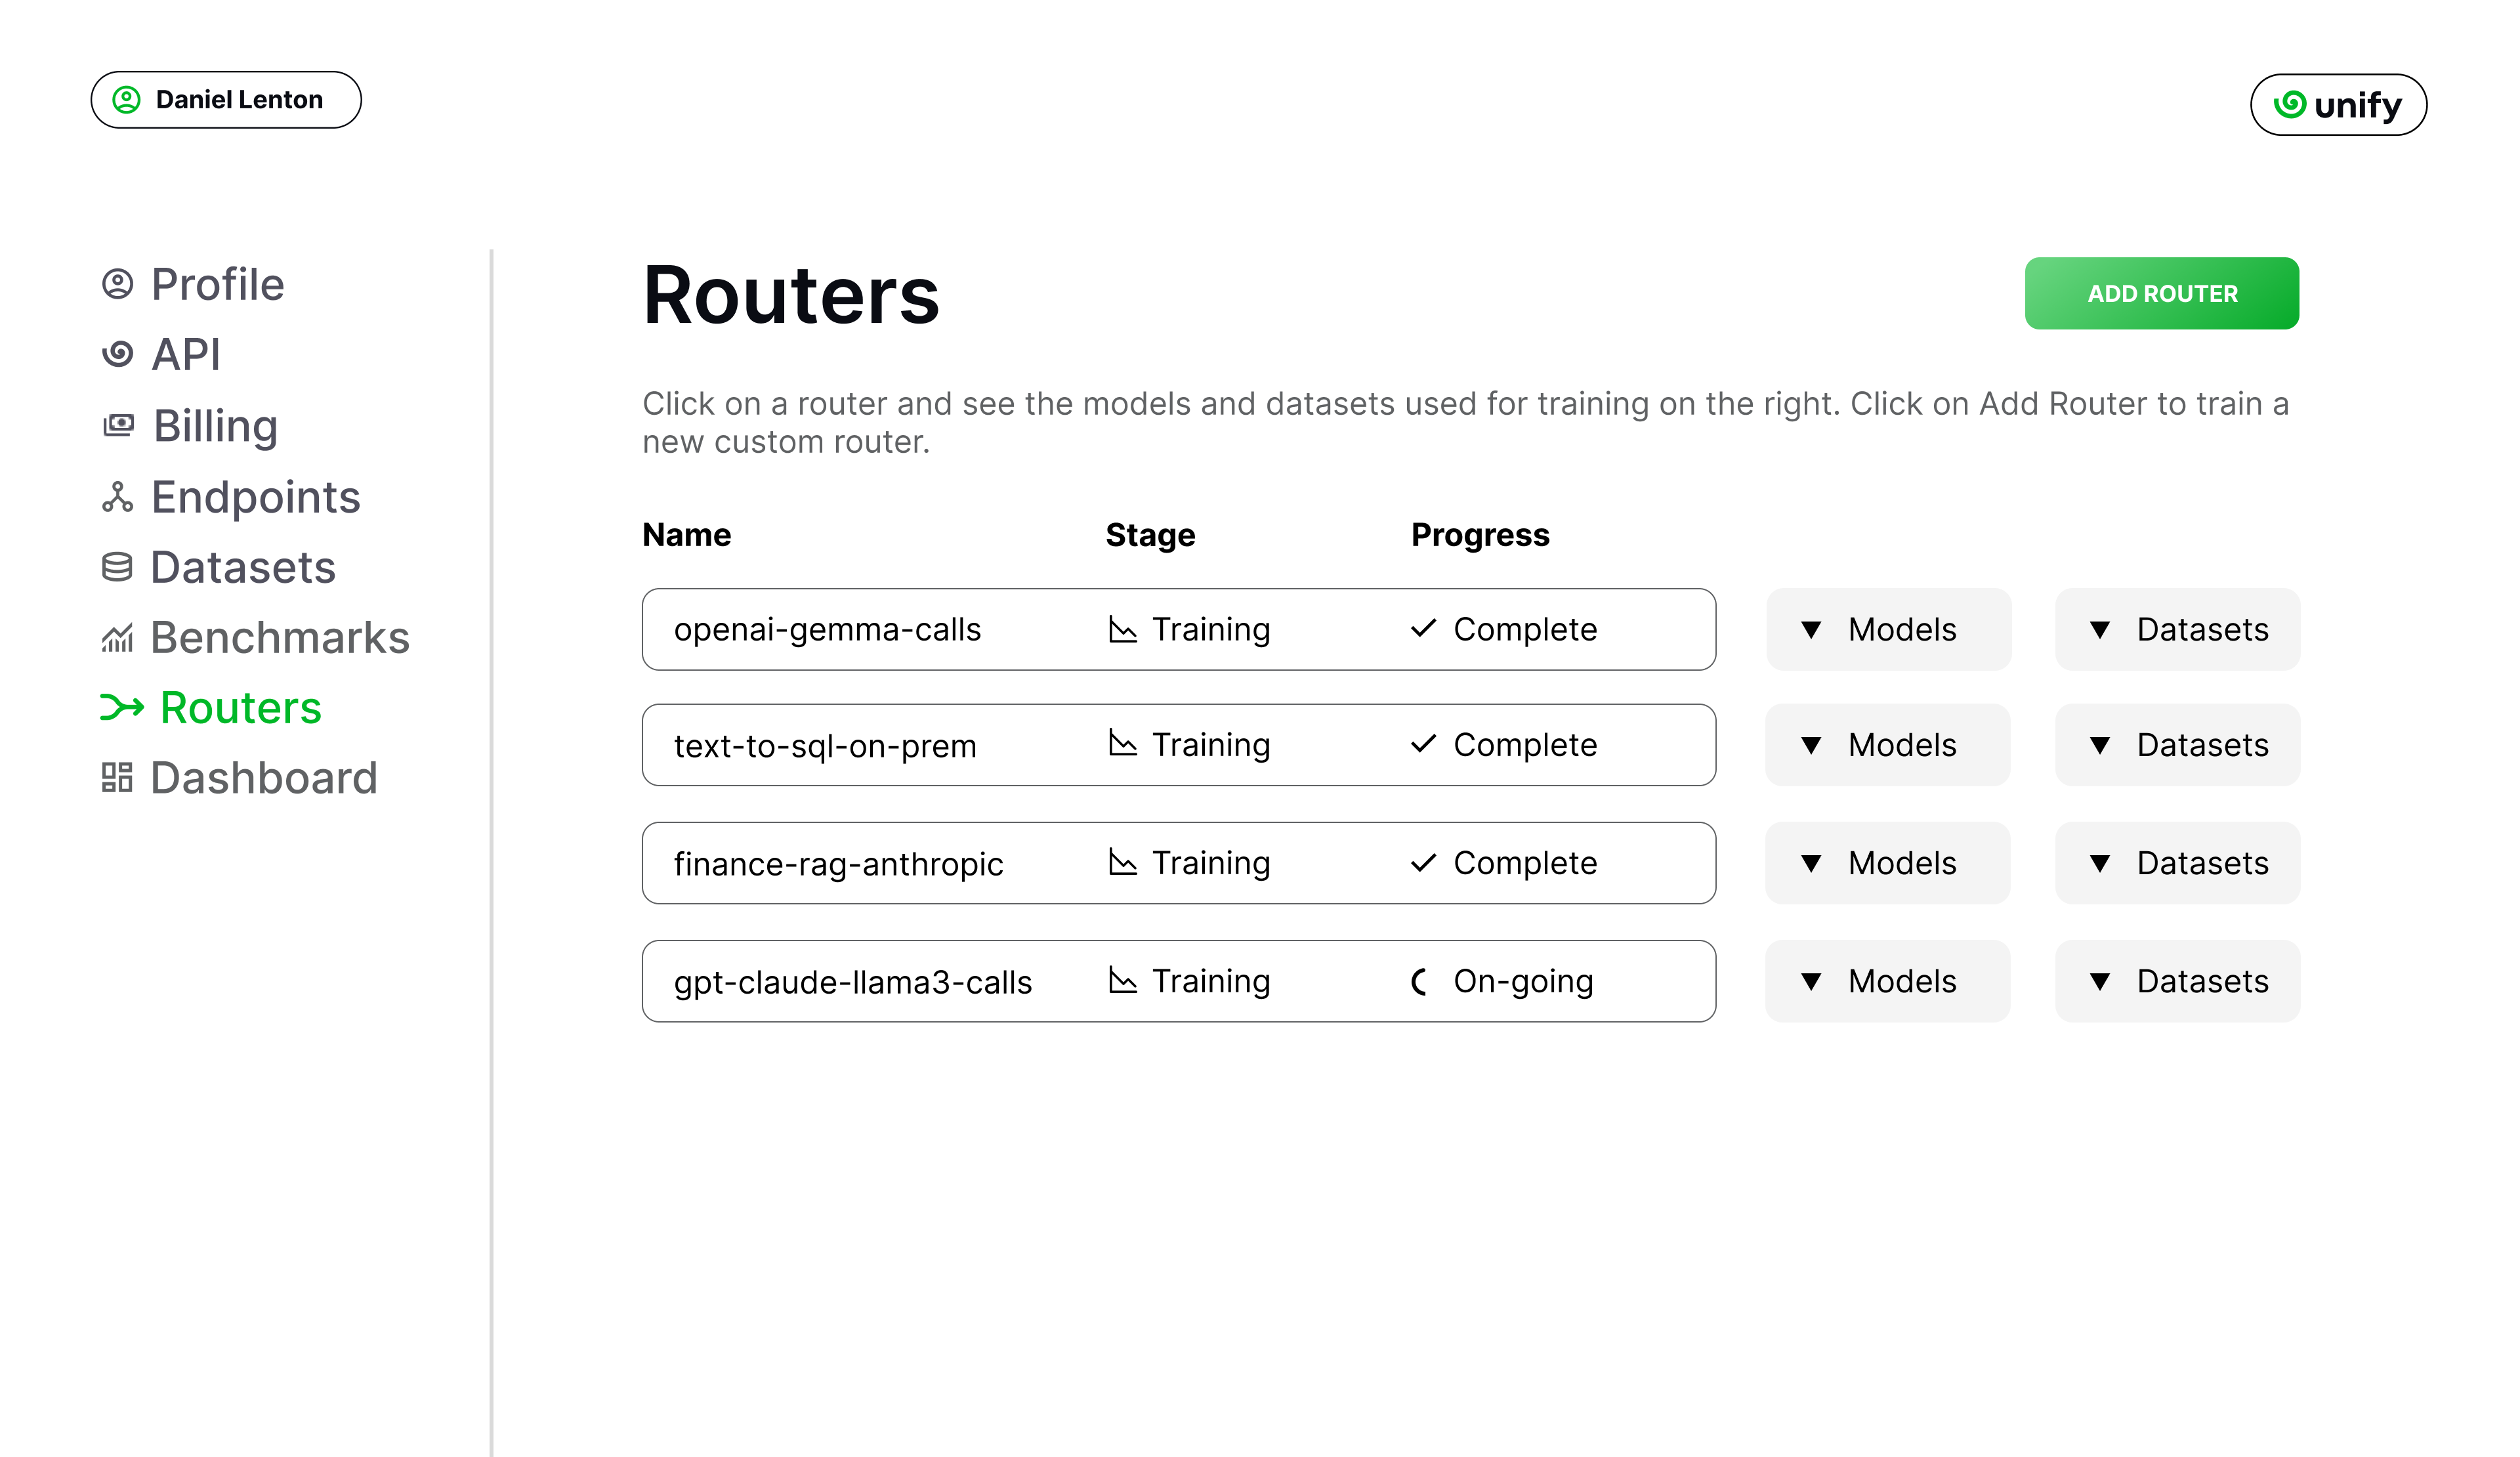 Daniel Lenton
unify
Profile
API
Billing
Endpoints
Datasets
Benchmarks
Routers
Dashboard
Routers
ADD ROUTER
Click on a router and see the models and datasets used for training on the right. Click on Add Router to train a
new custom router.
Name Stage Progress
openai-gemma-calls Training Complete Models Datasets
text-to-sql-on-prem Training Complete Models Datasets
finance-rag-anthropic Training Complete Models Datasets
gpt-claude-llama3-calls Training On-going Models Datasets